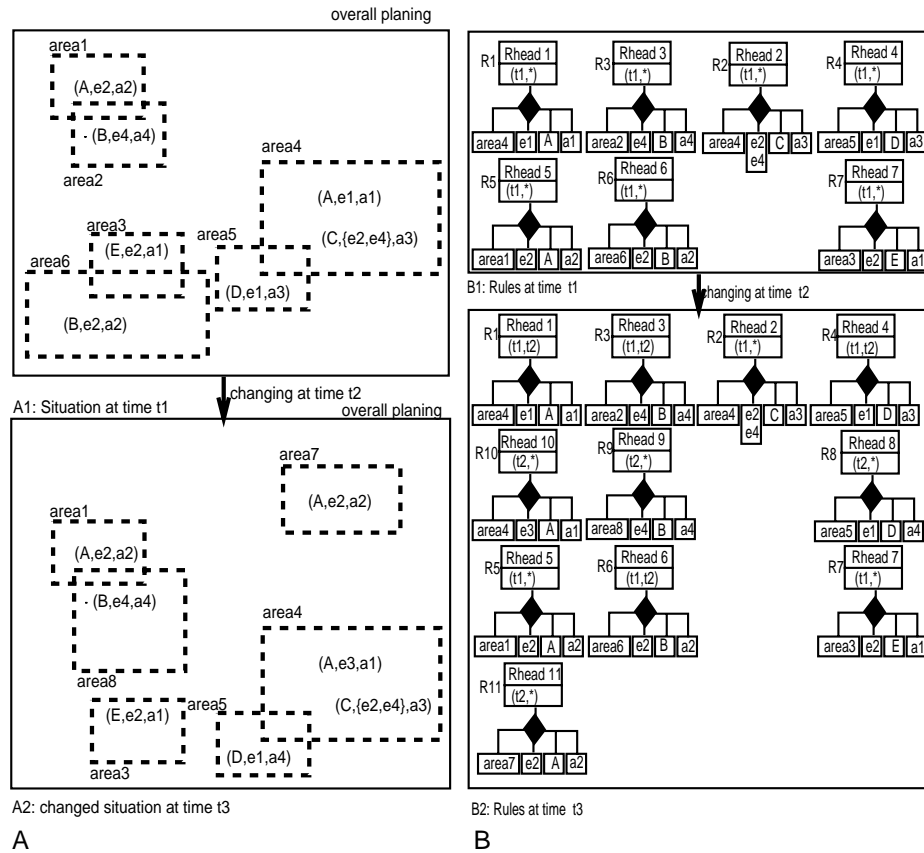 overall planing
area1
(A,e2,a2)
- (B,e4,a4)
area2
area4
(A,e1,a1)
(C,{e2,e4},a3)
area3
(E,e2,a1)
area5
area6
(D,e1,a3)
(B,e2,a2)
A1: Situation at time t1
changing at time t2
overall planing
area7
(A,e2,a2)
area1
(A,e2,a2)
- (B,e4,a4)
area8
area4
(A,e3,a1)
(C,{e2,e4},a3)
area5
(E,e2,a1)
(D,e1,a4)
area3
A2: changed situation at time t3
A
R1 Rhead 1 R3 Rhead 3 R2 Rhead 2 R4 Rhead 4
(t1,*) (t1,*) (t1,*) (t1,*)
area4 e1 A a1 area2 e4 B a4 area4 e2 C a3 area5 e1 D a3
e4
R5 Rhead 5 R6 Rhead 6 R7 Rhead 7
(t1,*) (t1,*) (t1,*)
area1 e2 A a2 area6 e2 B a2 area3 e2 E a1
B1: Rules at time t1
changing at time t2
R1 Rhead 1 R3 Rhead 3 R2 Rhead 2 R4 Rhead 4
(t1,t2) (t1,t2) (t1,*) (t1,t2)
area4 e1 A a1 area2 e4 B a4 area4 e2 C a3 area5 e1 D a3
e4
R10 Rhead 10 R9 Rhead 9 R8 Rhead 8
(t2,*) (t2,*) (t2,*)
area4 e3 A a1 area8 e4 B a4 area5 e1 D a4
R5 Rhead 5 R6 Rhead 6 R7 Rhead 7
(t1,*) (t1,t2) (t1,*)
area1 e2 A a2 area6 e2 B a2 area3 e2 E a1
R11 Rhead 11
(t2,*)
area7 e2 A a2
B2: Rules at time t3
B